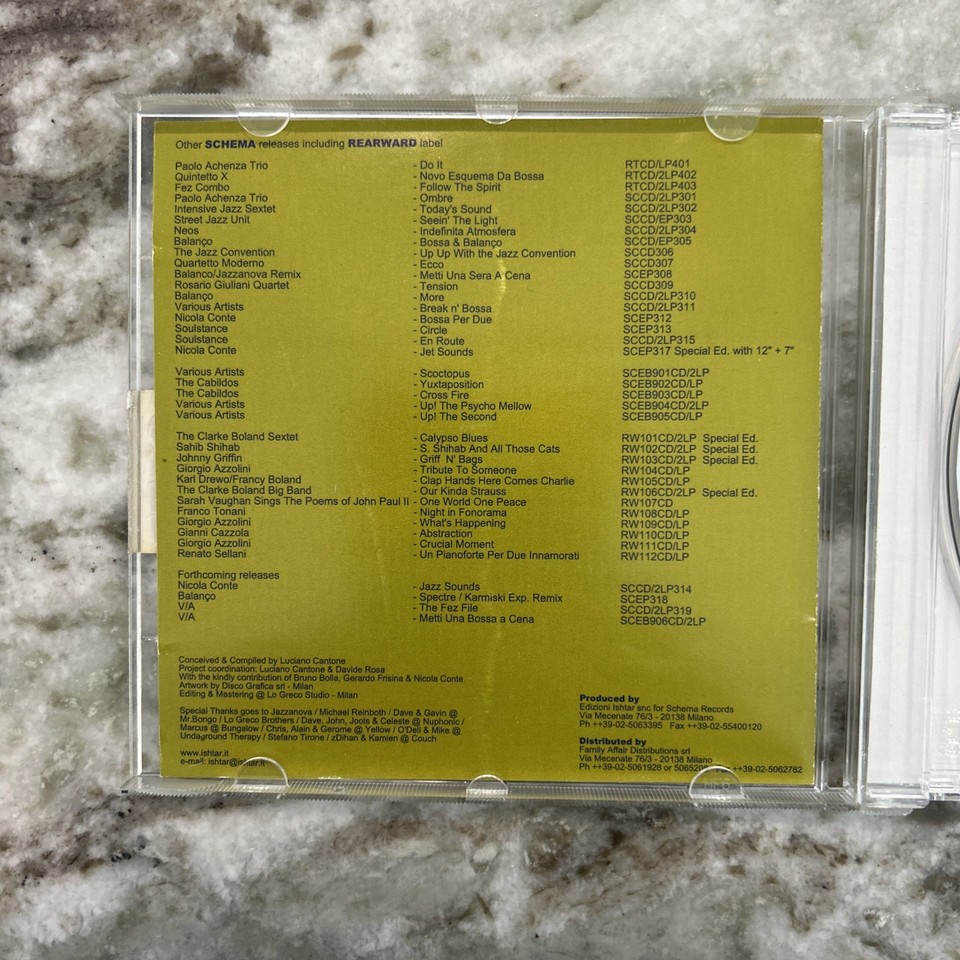 Other SCHEMA releases including REARWARD label
Paolo Achenza Trio - Do It RTCD/LP401
Quintetto X - Novo Esquema Da Bossa RTCD/2LP402
Fez Combo - Follow The Spirit RTCD/2LP403
Paolo Achenza Trio - Ombre SCCD/2LP301
Intensive Jazz Sextet - Today's Sound SCCD/2LP302
Street Jazz Unit - Seein' The Light SCCD/EP303
Neos - Indefinita Atmosfera SCCD/2LP304
Balanço - Bossa & Balanço SCCD/EP305
The Jazz Convention - Up Up With the Jazz Convention SCCD306
Quartetto Moderno - Ecco SCCD307
Balanco/Jazzanova Remix - Metti Una Sera A Cena SCEP308
Rosario Giuliani Quartet - Tension SCCD309
Balanço - More SCCD/2LP310
Various Artists - Break n' Bossa SCCD/2LP311
Nicola Conte - Bossa Per Due SCEP312
Soulstance - Circle SCEP313
Soulstance - En Route SCCD/2LP315
Nicola Conte - Jet Sounds SCEP317 Special Ed. with 12" + 7"
Various Artists - Scoctopus SCEB901CD/2LP
The Cabildos - Yuxtaposition SCEB902CD/LP
The Cabildos - Cross Fire SCEB903CD/LP
Various Artists - Up! The Psycho Mellow SCEB904CD/2LP
Various Artists - Up! The Second SCEB905CD/LP
The Clarke Boland Sextet - Calypso Blues RW101CD/2LP Special Ed.
Sahib Shihab - S. Shihab And All Those Cats RW102CD/2LP Special Ed.
Johnny Griffin - Griff N' Bags RW103CD/2LP Special Ed.
Giorgio Azzolini - Tribute To Someone RW104CD/LP
Karl Drewo/Francy Boland - Clap Hands Here Comes Charlie RW105CD/LP
The Clarke Boland Big Band - Our Kinda Strauss RW106CD/2LP Special Ed.
Sarah Vaughan Sings The Poems of John Paul II - One World One Peace RW107CD
Franco Tonani - Night in Fonorama RW108CD/LP
Giorgio Azzolini - What's Happening RW109CD/LP
Gianni Cazzola - Abstraction RW110CD/LP
Giorgio Azzolini - Crucial Moment RW111CD/LP
Renato Sellani - Un Pianoforte Per Due Innamorati RW112CD/LP
Forthcoming releases
Nicola Conte - Jazz Sounds SCCD/2LP314
Balanço - Spectre / Karmiski Exp. Remix SCEP318
V/A - The Fez File SCCD/2LP319
V/A - Metti Una Bossa a Cena SCEB906CD/2LP
Conceived & Compiled by Luciano Cantone
Project coordination: Luciano Cantone & Davide Rosa
With the kindly contribution of Bruno Bolla, Gerardo Frisina & Nicola Conte
Artwork by Disco Grafica srl - Milan
Editing & Mastering @ Lo Greco Studio - Milan
Special Thanks goes to Jazzanova / Michael Reinboth / Dave & Gavin @
Mr.Bongo / Lo Greco Brothers / Dave, John, Jools & Celeste @ Nuphonic /
Marcus @ Bungalow / Chris, Alain & Gerome @ Yellow / O'Dell & Mike @
Undaground Therapy / Stefano Tirone / zDihan & Kamien @ Couch
www.ishtar.it
e-mail: ishtar@ishtar.it
Produced by
Edizioni Ishtar snc for Schema Records
Via Mecenate 76/3 - 20138 Milano
Ph ++39-02-5063395 Fax ++39-02-55400120
Distributed by
Family Affair Distributions srl
Via Mecenate 76/3 - 20138 Milano
Ph ++39-02-5061928 or ++39-02-5062782